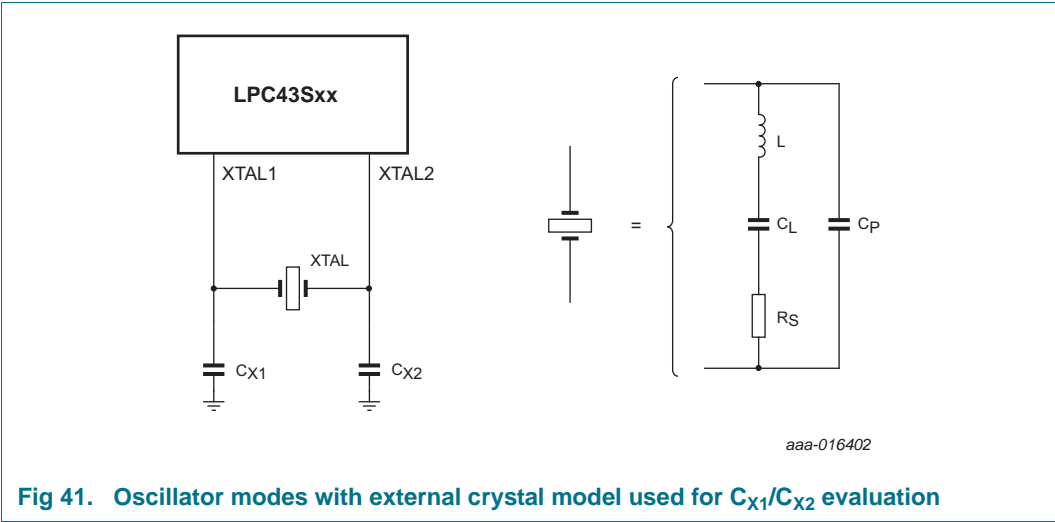 LPC43Sxx
XTAL1
XTAL2
XTAL
CX1
CX2
=
L
CL
CP
RS
aaa-016402
Fig 41. Oscillator modes with external crystal model used for CX1/CX2 evaluation